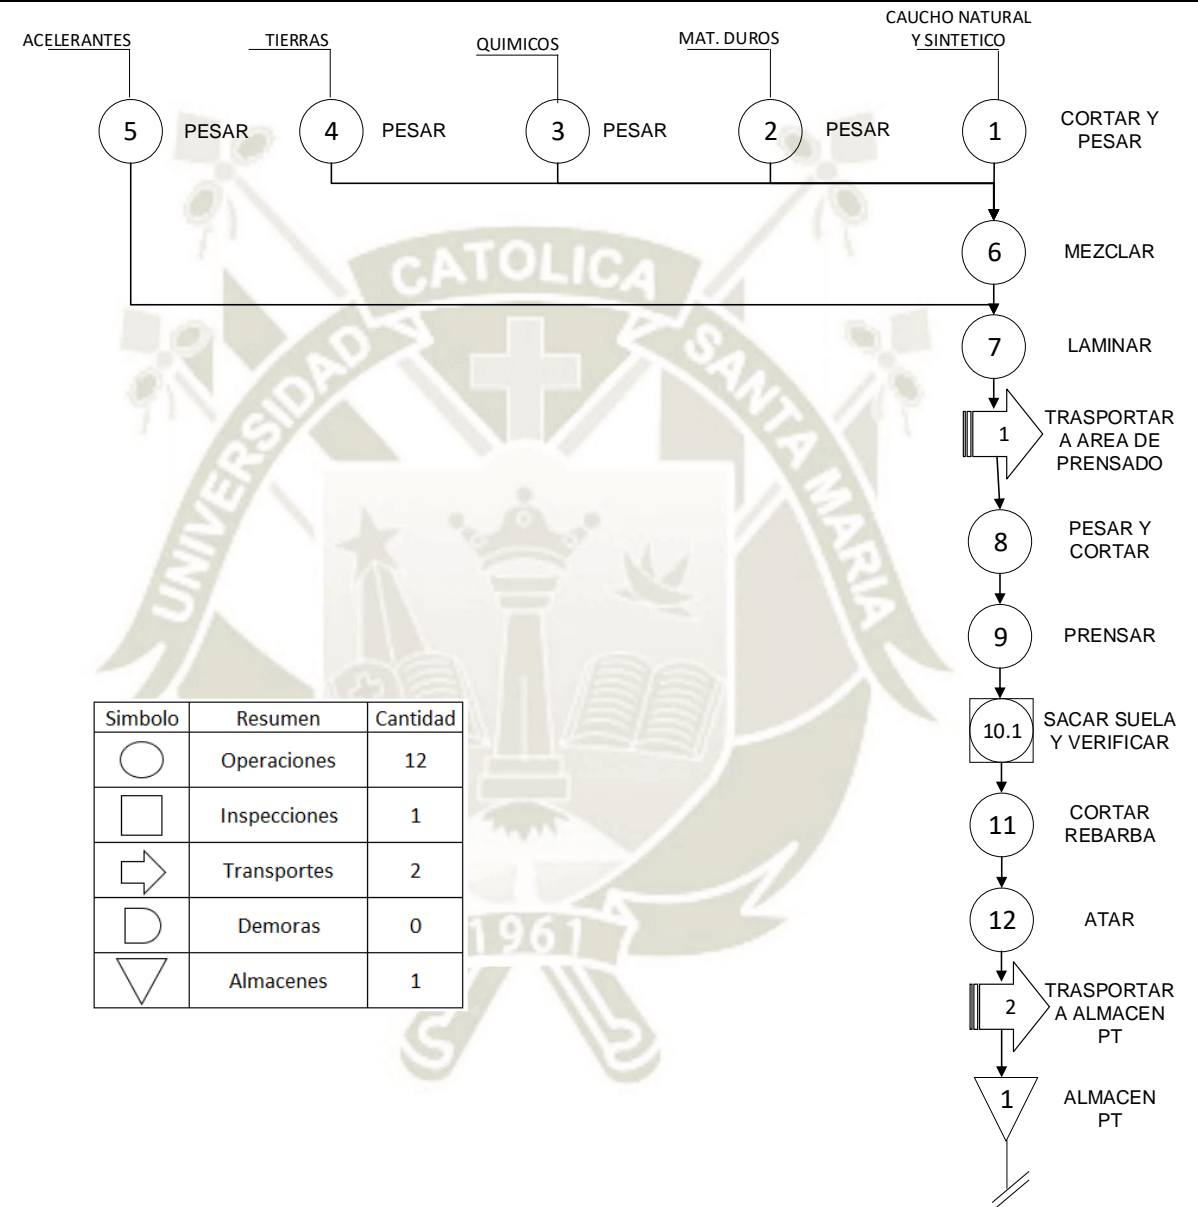 ACELERANTES
TIERRAS
QUIMICOS
MAT. DUROS
CAUCHO NATURAL
Y SINTETICO
5
PESAR
4
PESAR
3
PESAR
2
PESAR
1
CORTAR Y
PESAR
6
MEZCLAR
7
LAMINAR
1
TRASPORTAR
A AREA DE
PRENSADO
8
PESAR Y
CORTAR
9
PRENSAR
10.1
SACAR SUELA
Y VERIFICAR
11
CORTAR
REBARBA
12
ATAR
2
TRASPORTAR
A ALMACEN
PT
1
ALMACEN
PT
Simbolo Resumen Cantidad
Operaciones 12
Inspecciones 1
Transportes 2
Demoras 0
Almacenes 1
UNIVERSIDAD
CATOLICA
SANTA MARIA
1961